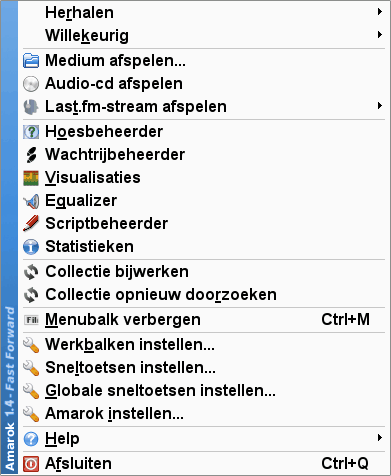 Herhalen
Willekeurig
Medium afspelen...
Audio-cd afspelen
Last.fm-stream afspelen
Hoesbeheerder
Wachtrijbeheerder
Visualisaties
Equalizer
Scriptbeheerder
Statistieken
Collectie bijwerken
Collectie opnieuw doorzoeken
Menubalk verbergen Ctrl+M
Werkbalken instellen...
Sneltoetsen instellen...
Globale sneltoetsen instellen...
Amarok instellen...
Help
Afsluiten Ctrl+Q
Amarok 1.4 - Fast Forward